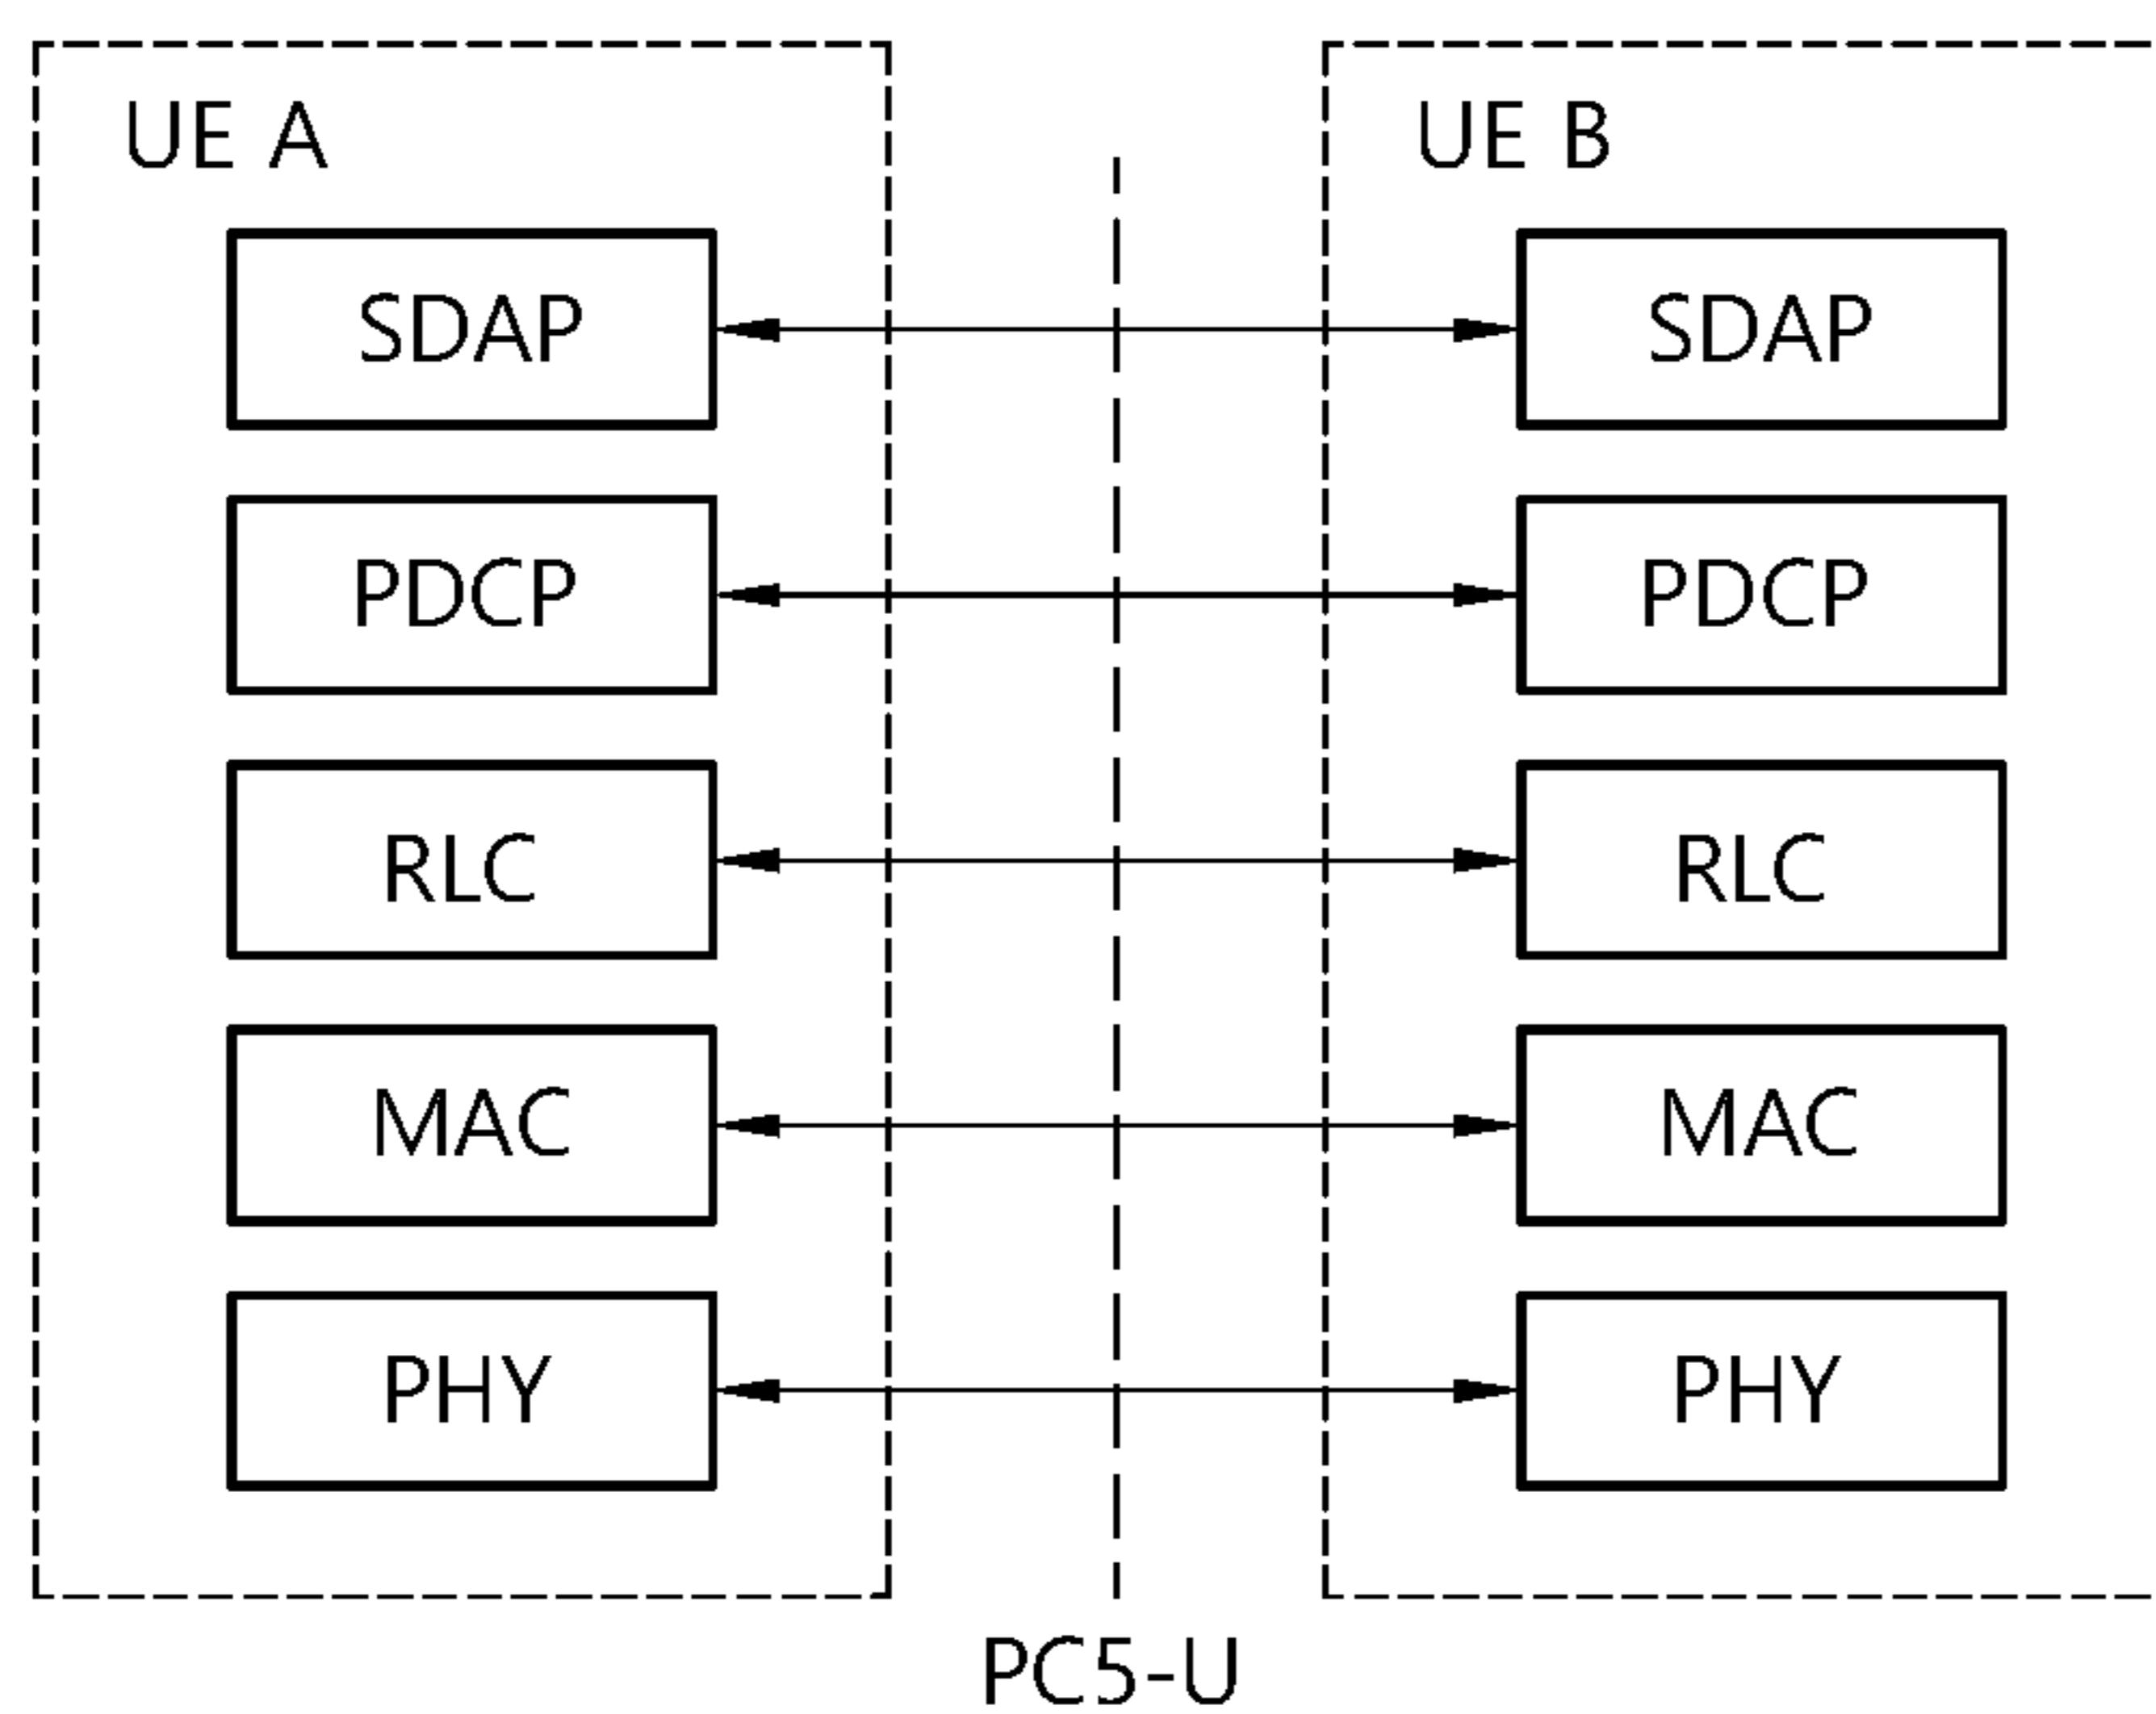 UE A
UE B
SDAP
SDAP
PDCP
PDCP
RLC
RLC
MAC
MAC
PHY
PHY
PC5-U